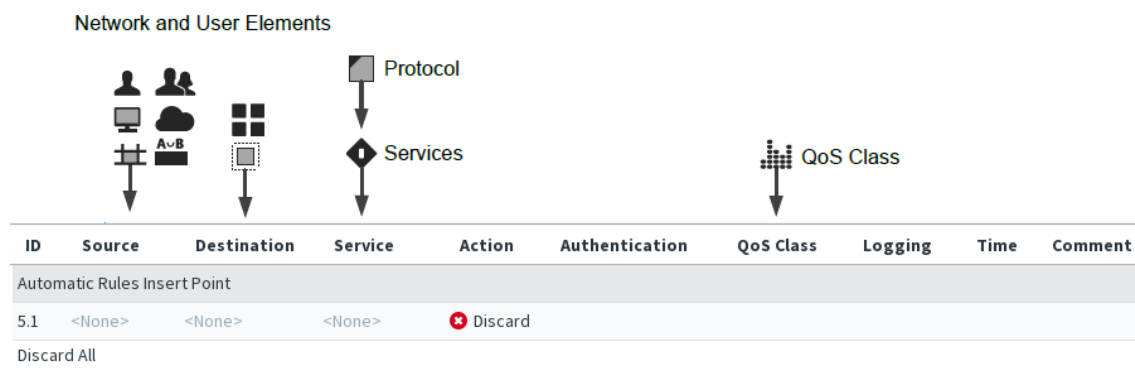 Network and User Elements
Protocol
A∪B
Services
QoS Class
ID Source Destination Service Action Authentication QoS Class Logging Time Comment
Automatic Rules Insert Point
5.1 <None> <None> <None> Discard
Discard All